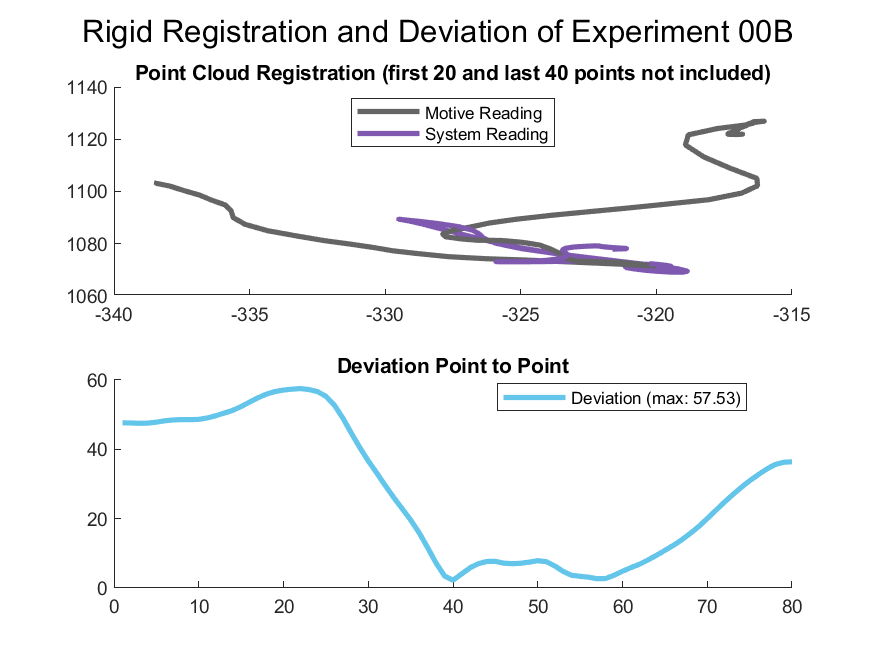 Rigid Registration and Deviation of Experiment 00B
Point Cloud Registration (first 20 and last 40 points not included)
1140
1120
1100
1080
1060
Motive Reading
System Reading
-340 -335 -330 -325 -320 -315
Deviation Point to Point
60
40
20
0
Deviation (max: 57.53)
0 10 20 30 40 50 60 70 80